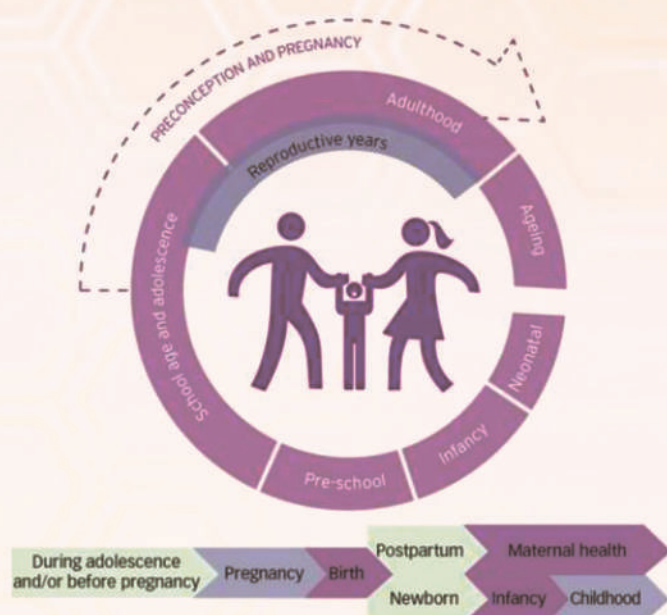 PRECONCEPTION AND PREGNANCY
Adulthood
Reproductive years
Ageing
School age and adolescence
Neonatal
Infancy
Pre-school
During adolescence
and/or before pregnancy
Pregnancy
Birth
Postpartum
Maternal health
Newborn
Infancy
Childhood